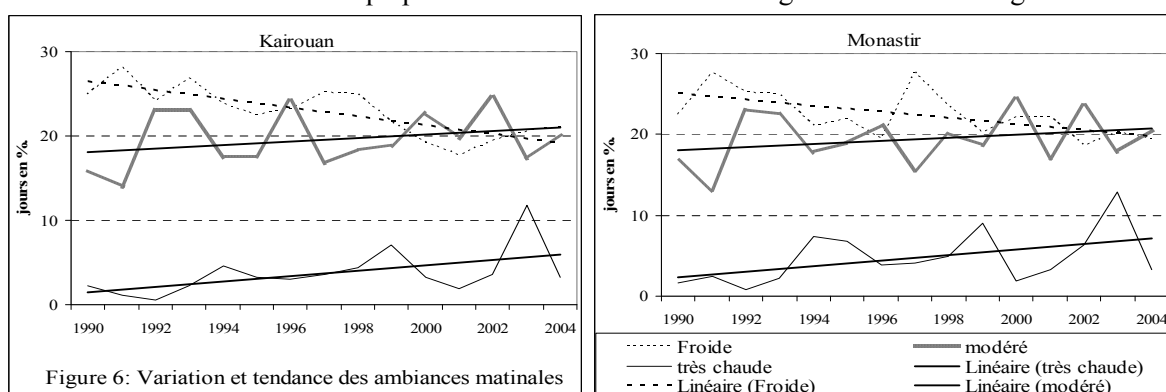 Kairouan
30
20
10
0
jours en %.
1990 1992 1994 1996 1998 2000 2002 2004
Figure 6: Variation et tendance des ambiances matinales
Monastir
30
20
10
0
jours en %.
1990 1992 1994 1996 1998 2000 2002 2004
Froide modéré
très chaude Linéaire (très chaude)
Linéaire (Froide) Linéaire (modéré)